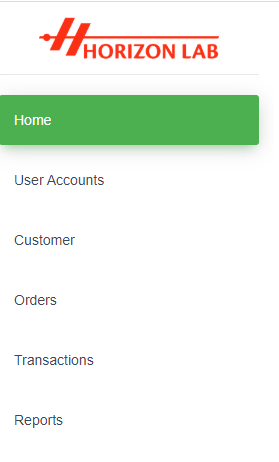 HORIZON LAB
Home
User Accounts
Customer
Orders
Transactions
Reports